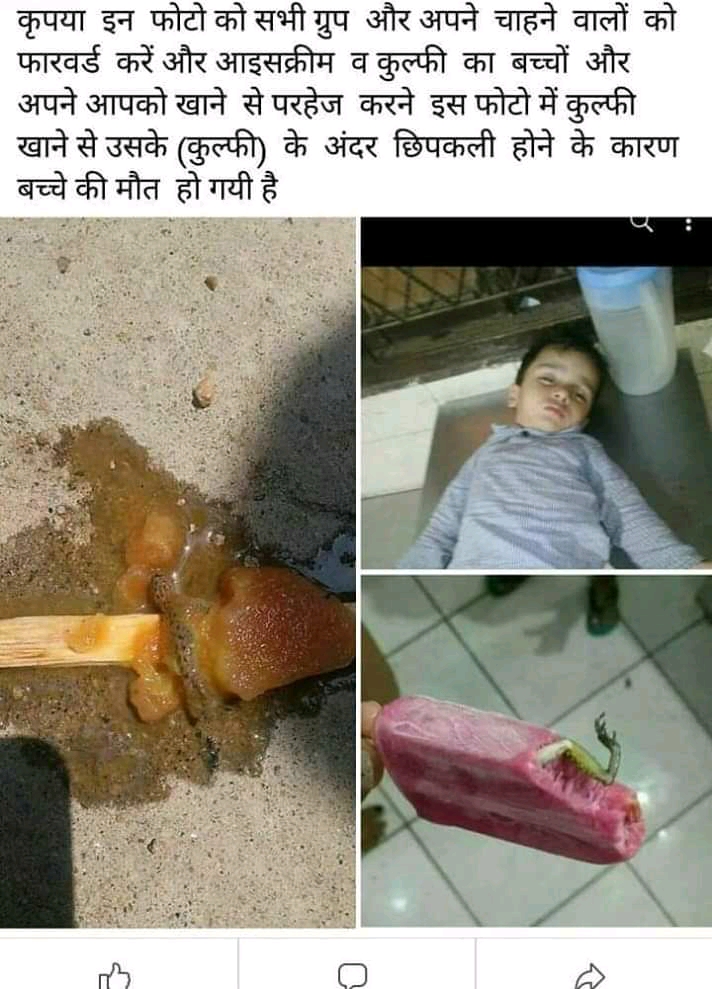 कृपया इन फोटो को सभी ग्रुप और अपने चाहने वालों को
फारवर्ड करें और आइसक्रीम व कुल्फी का बच्चों और
अपने आपको खाने से परहेज करने इस फोटो में कुल्फी
खाने से उसके (कुल्फी) के अंदर छिपकली होने के कारण
बच्चे की मौत हो गयी है